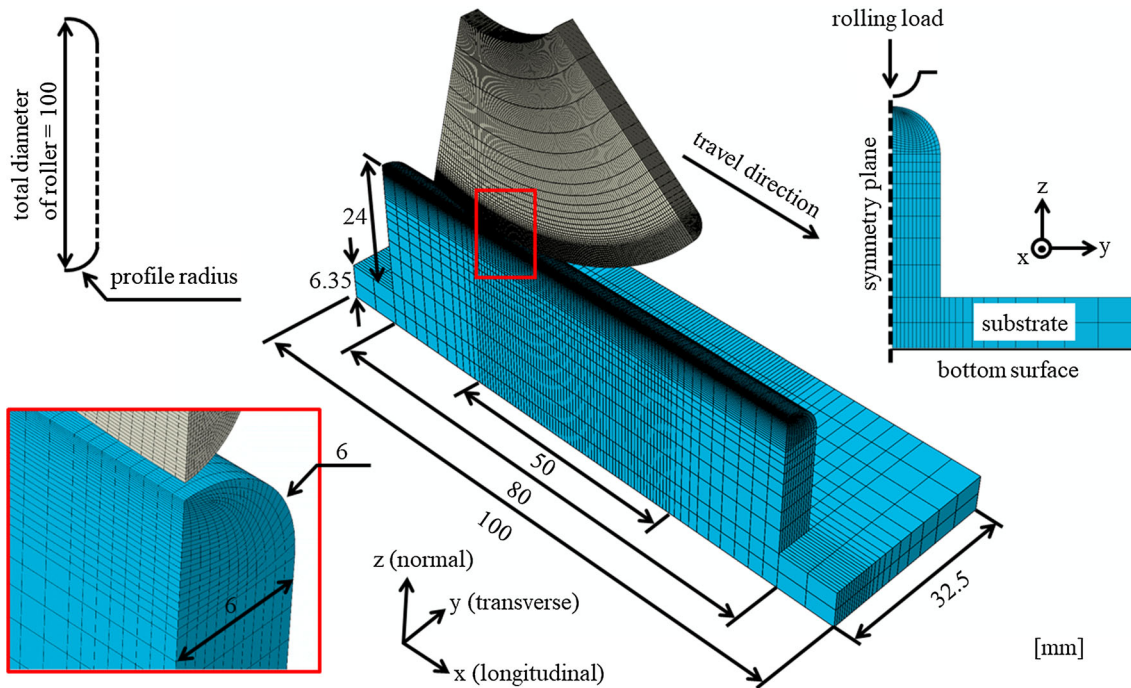 total diameter
of roller = 100
profile radius
travel direction
rolling load
symmetry plane
z
x
y
substrate
bottom surface
24
6.35
50
80
100
32.5
6
6
z (normal)
y (transverse)
x (longitudinal)
[mm]